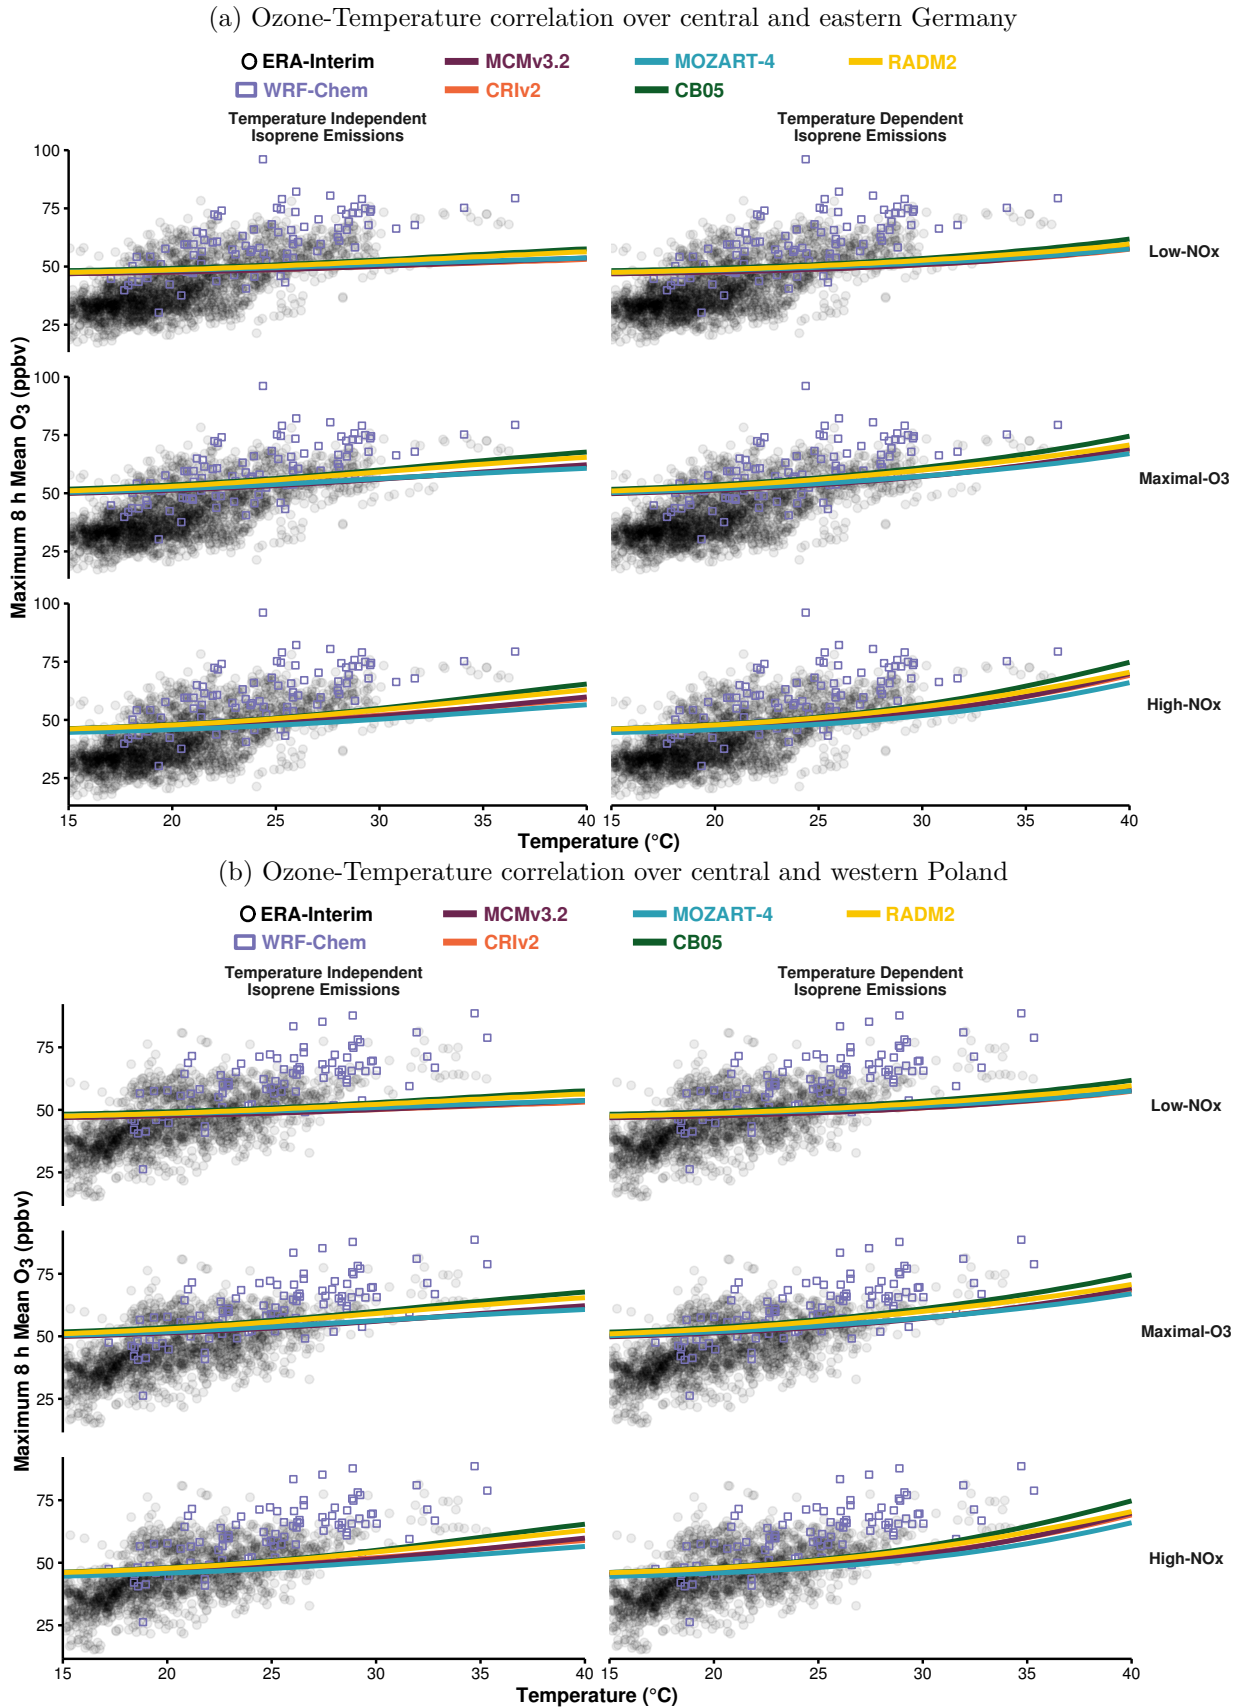 (a) Ozone-Temperature correlation over central and eastern Germany
ERA-Interim MCMv3.2 MOZART-4 RADM2
WRF-Chem CRIv2 CB05
Temperature Independent Temperature Dependent
Isoprene Emissions Isoprene Emissions
100
75
50
25
Low-NOx
100
75
50
25
Maximal-O3
Maximum 8 h Mean O3 (ppbv)
100
75
50
25
High-NOx
15 20 25 30 35 40 15 20 25 30 35 40
Temperature (°C)
(b) Ozone-Temperature correlation over central and western Poland
ERA-Interim MCMv3.2 MOZART-4 RADM2
WRF-Chem CRIv2 CB05
Temperature Independent Temperature Dependent
Isoprene Emissions Isoprene Emissions
75
50
25
Low-NOx
75
50
25
Maximal-O3
Maximum 8 h Mean O3 (ppbv)
75
50
25
High-NOx
15 20 25 30 35 40 15 20 25 30 35 40
Temperature (°C)